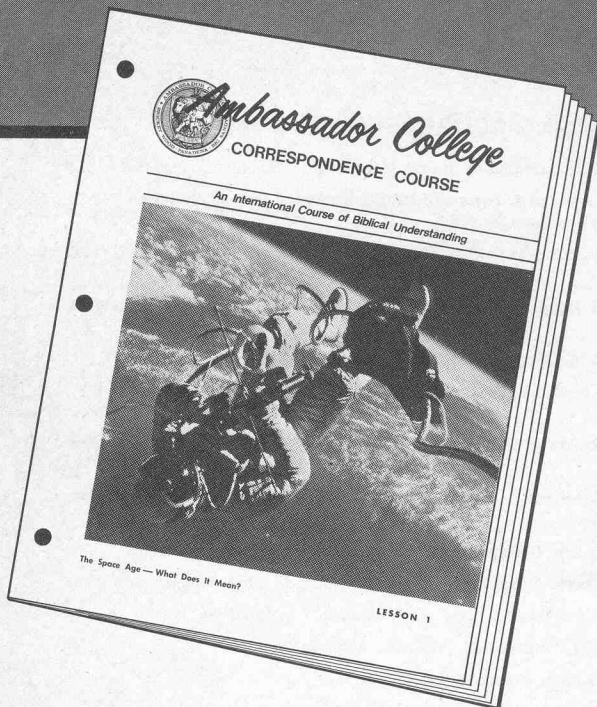 Ambassador College
CORRESPONDENCE COURSE
An International Course of Biblical Understanding
The Space Age — What Does It Mean?
LESSON 1